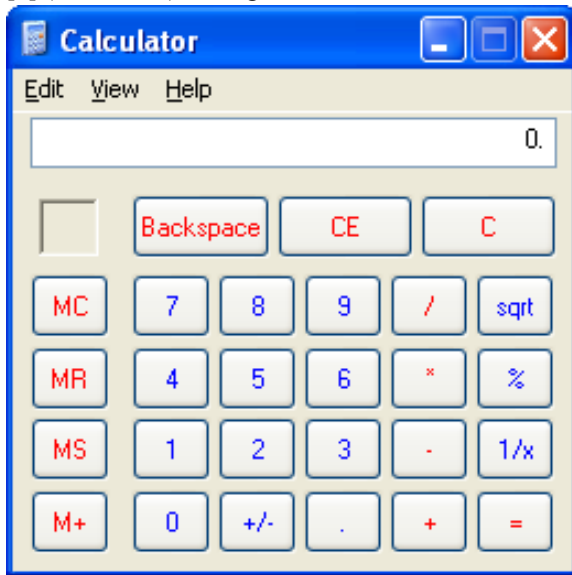 Calculator
Edit View Help
0.
Backspace CE C
MC 7 8 9 / sqrt
MR 4 5 6 * %
MS 1 2 3 - 1/x
M+ 0 +/- . + =